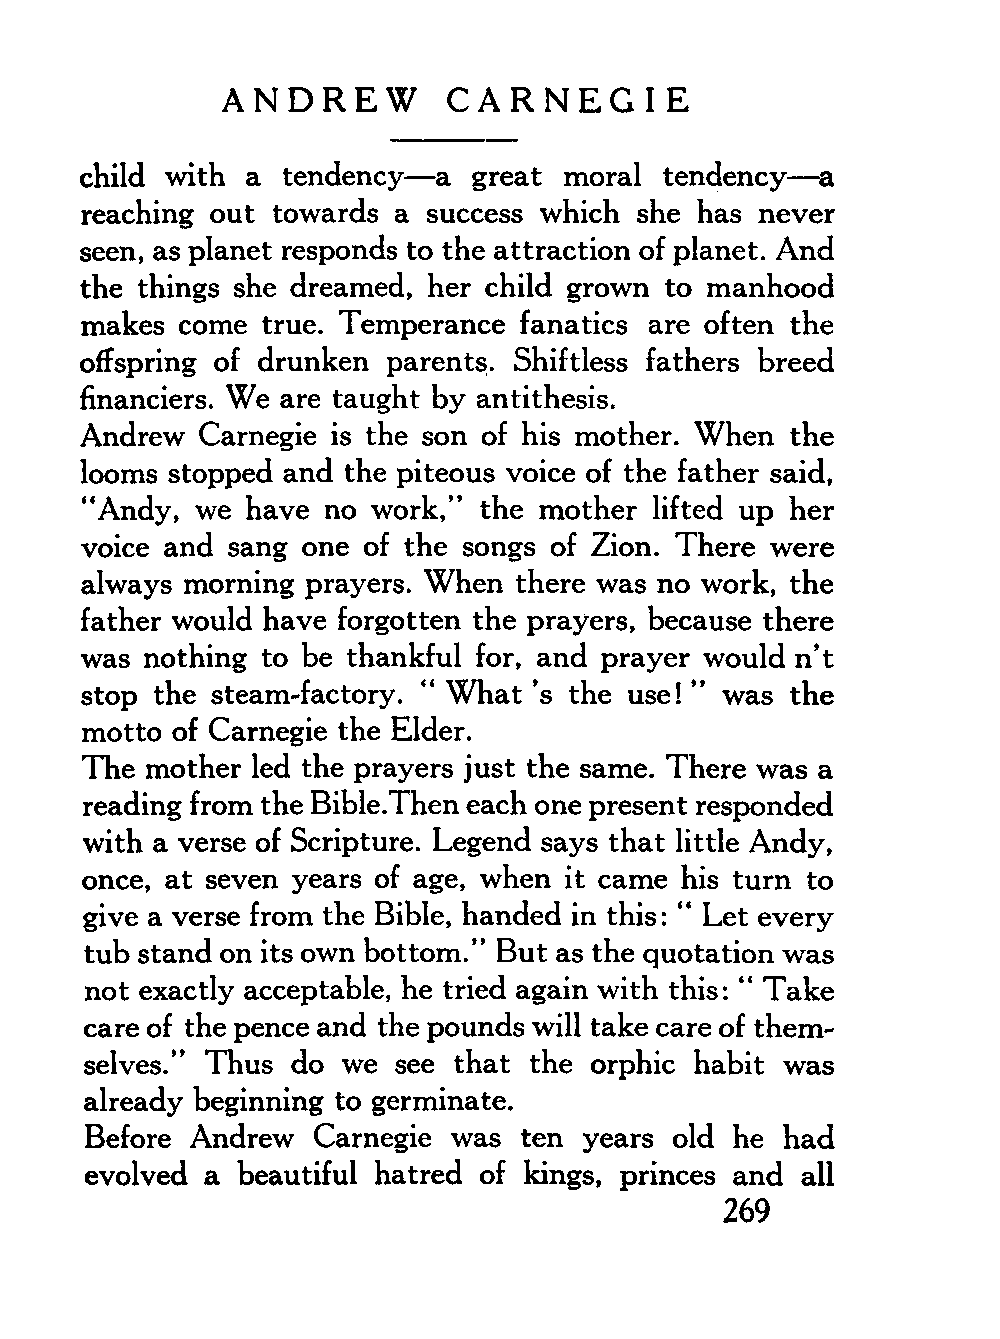 ANDREW CARNEGIE
child with a tendency—a great moral tendency—a
reaching out towards a success which she has never
seen, as planet responds to the attraction of planet. And
the things she dreamed, her child grown to manhood
makes come true. Temperance fanatics are often the
offspring of drunken parents. Shiftless fathers breed
financiers. We are taught by antithesis.
Andrew Carnegie is the son of his mother. When the
looms stopped and the piteous voice of the father said,
"Andy, we have no work," the mother lifted up her
voice and sang one of the songs of Zion. There were
always morning prayers. When there was no work, the
father would have forgotten the prayers, because there
was nothing to be thankful for, and prayer would n't
stop the steam-factory. " What 's the use! " was the
motto of Carnegie the Elder.
The mother led the prayers just the same. There was a
reading from the Bible.Then each one present responded
with a verse of Scripture. Legend says that little Andy,
once, at seven years of age, when it came his turn to
give a verse from the Bible, handed in this: " Let every
tub stand on its own bottom." But as the quotation was
not exactly acceptable, he tried again with this: " Take
care of the pence and the pounds will take care of them-
selves." Thus do we see that the orphic habit was
already beginning to germinate.
Before Andrew Carnegie was ten years old he had
evolved a beautiful hatred of kings, princes and all
269